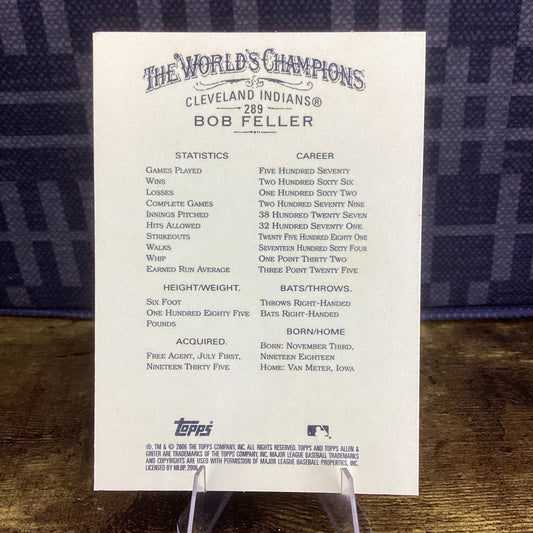 THE WORLD'S CHAMPIONS
CLEVELAND INDIANS®
289
BOB FELLER
STATISTICS CAREER
GAMES PLAYED FIVE HUNDRED SEVENTY
WINS TWO HUNDRED SIXTY SIX
LOSSES ONE HUNDRED SIXTY TWO
COMPLETE GAMES TWO HUNDRED SEVENTY NINE
INNINGS PITCHED 38 HUNDRED TWENTY SEVEN
HITS ALLOWED 32 HUNDRED SEVENTY ONE
STRIKEOUTS TWENTY FIVE HUNDRED EIGHTY ONE
WALKS SEVENTEEN HUNDRED SIXTY FOUR
WHIP ONE POINT THIRTY TWO
EARNED RUN AVERAGE THREE POINT TWENTY FIVE
HEIGHT/WEIGHT.
SIX FOOT
ONE HUNDRED EIGHTY FIVE
POUNDS
BATS/THROWS.
THROWS RIGHT-HANDED
BATS RIGHT-HANDED
ACQUIRED.
FREE AGENT, JULY FIRST,
NINETEEN THIRTY FIVE
BORN/HOME
BORN: NOVEMBER THIRD,
NINETEEN EIGHTEEN
HOME: VAN METER, IOWA
TOPPS
®, TM & © 2006 THE TOPPS COMPANY, INC. ALL RIGHTS RESERVED. TOPPS AND TOPPS ALLEN &
GINTER ARE TRADEMARKS OF THE TOPPS COMPANY, INC. MAJOR LEAGUE BASEBALL TRADEMARKS
AND COPYRIGHTS ARE USED WITH PERMISSION OF MAJOR LEAGUE BASEBALL PROPERTIES, INC.
LICENSED BY MLBP, 2006